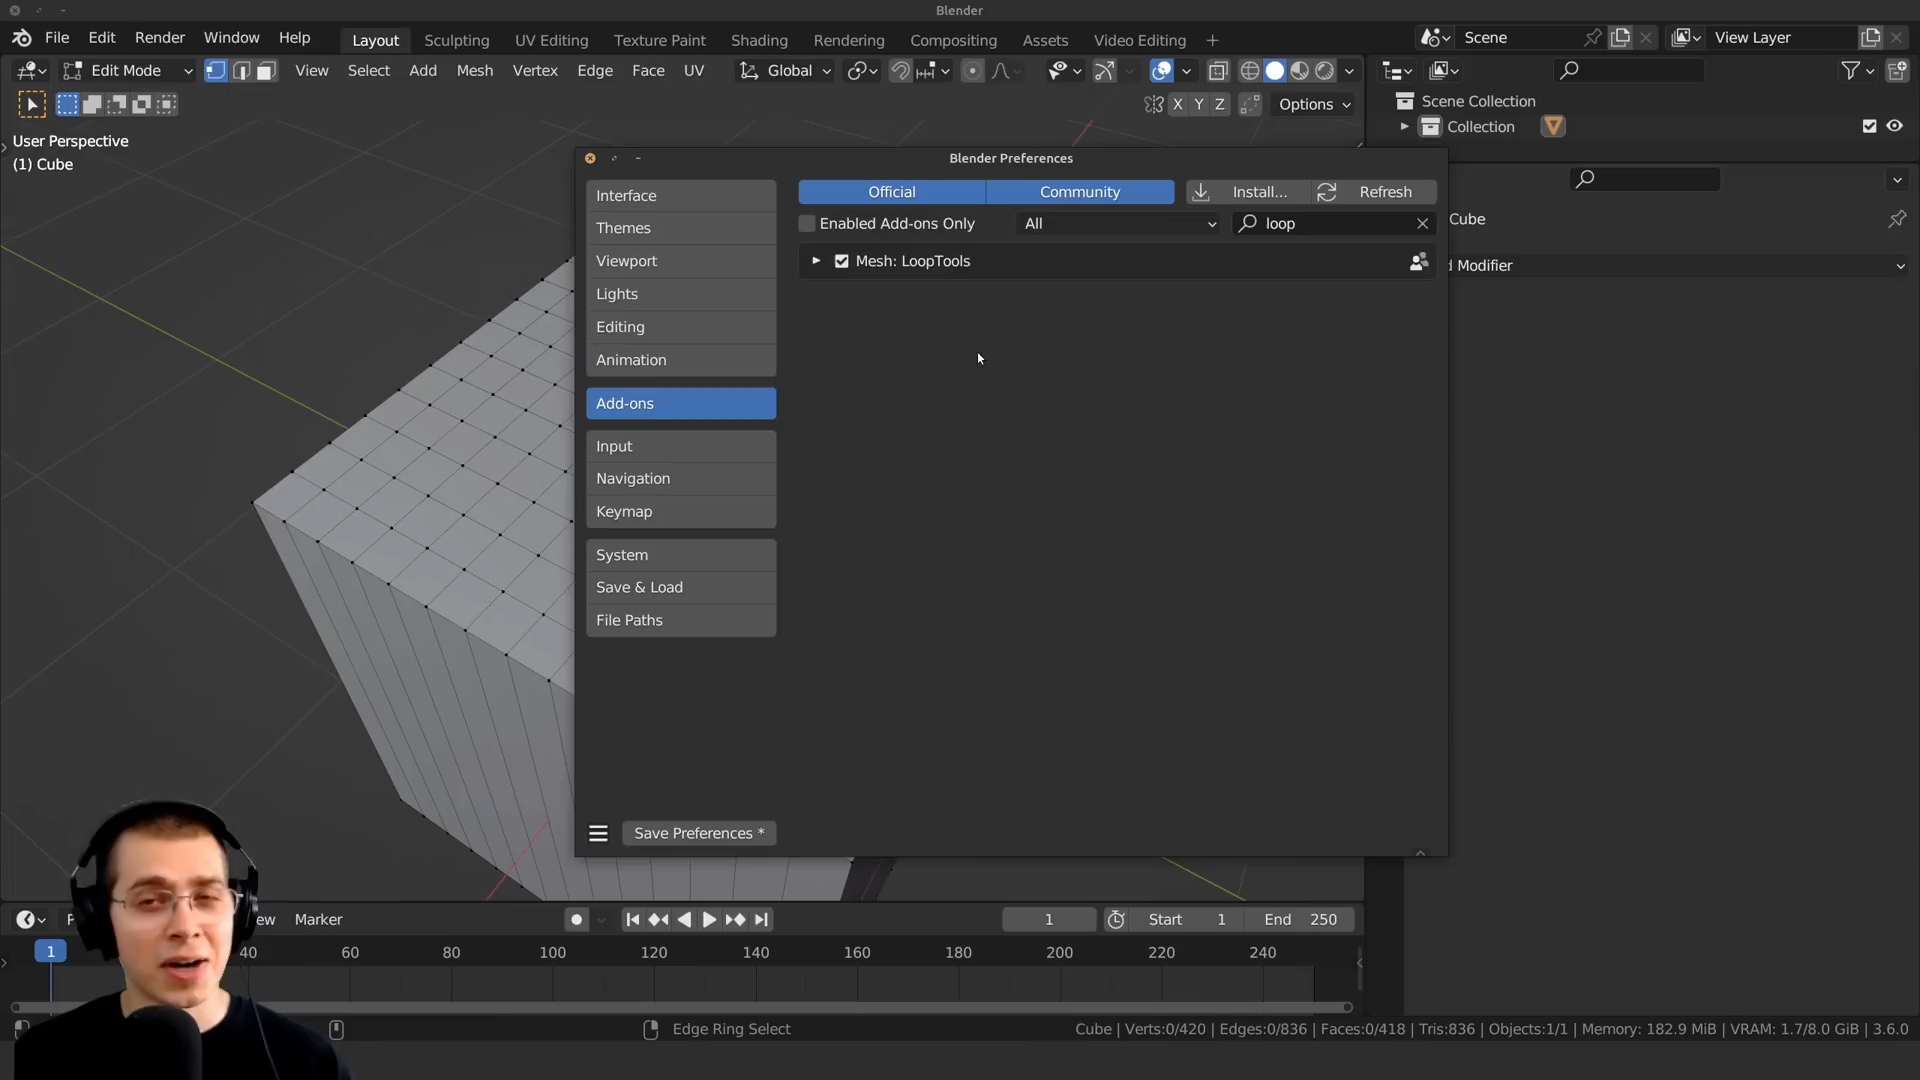 Blender
File Edit Render Window Help Layout Sculpting UV Editing Texture Paint Shading Rendering Compositing Assets Video Editing + Scene View Layer
Edit Mode View Select Add Mesh Vertex Edge Face UV Global
X Y Z Options
User Perspective
(1) Cube
Scene Collection
Collection
Cube
d Modifier
Blender Preferences
Interface
Themes
Viewport
Lights
Editing
Animation
Add-ons
Input
Navigation
Keymap
System
Save & Load
File Paths
Official Community Install... Refresh
Enabled Add-ons Only All loop
Mesh: LoopTools
Save Preferences *
P ew Marker 1 Start 1 End 250
1 40 60 80 100 120 140 160 180 200 220 240
Edge Ring Select Cube | Verts:0/420 | Edges:0/836 | Faces:0/418 | Tris:836 | Objects:1/1 | Memory: 182.9 MiB | VRAM: 1.7/8.0 GiB | 3.6.0